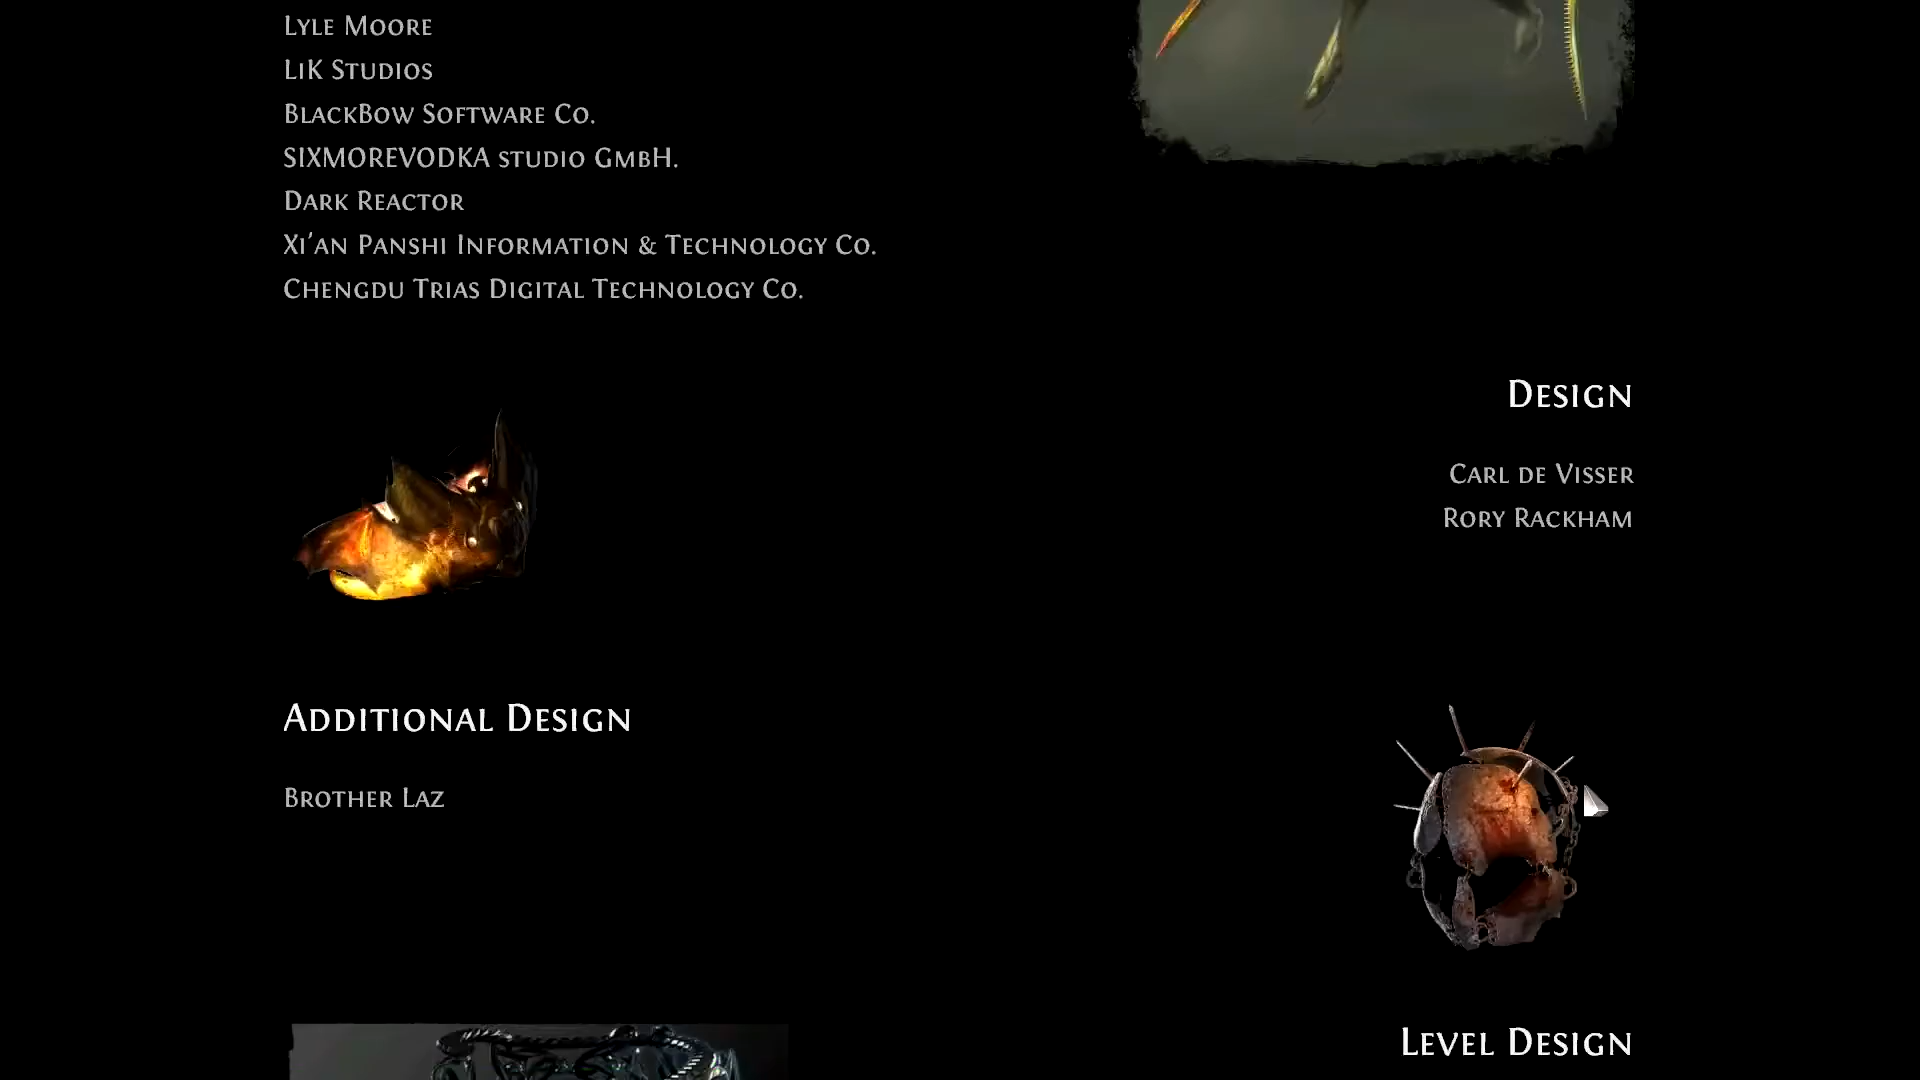 Lyle Moore
LiK Studios
BlackBow Software Co.
SIXMOREVODKA studio GmbH.
Dark Reactor
Xi'an Panshi Information & Technology Co.
Chengdu Trias Digital Technology Co.
Design
Carl de Visser
Rory Rackham
Additional Design
Brother Laz
Level Design